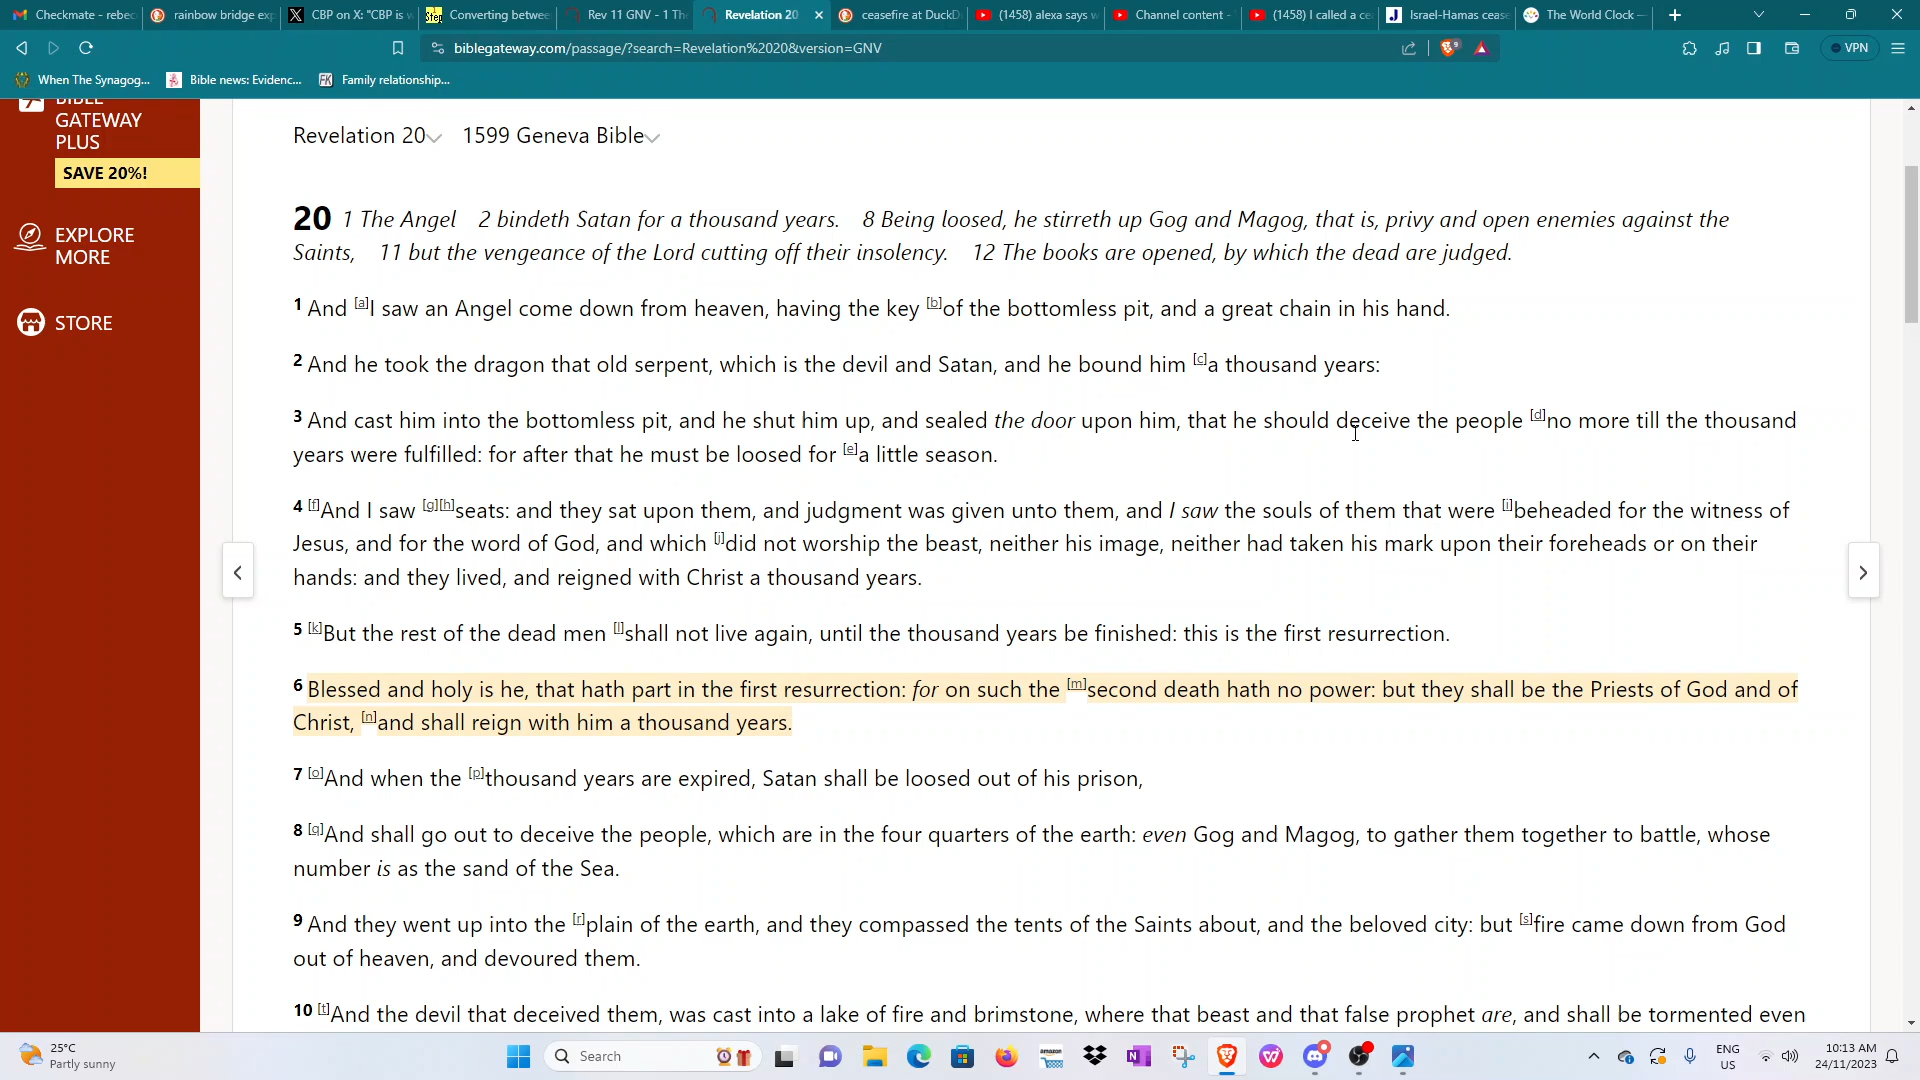 Checkmate - rebec
rainbow bridge exp
CBP on X: "CBP is w
Converting betwee
Rev 11 GNV - 1 Th
Revelation 20
ceasefire at DuckD
(1458) alexa says w
Channel content -
(1458) I called a ce
Israel-Hamas cease
The World Clock —
biblegateway.com/passage/?search=Revelation%2020&version=GNV
VPN
When The Synagog...
Bible news: Evidenc...
FK Family relationship...
BIBLE
GATEWAY
PLUS
SAVE 20%!
EXPLORE
MORE
STORE
Revelation 20 1599 Geneva Bible
20 1 The Angel 2 bindeth Satan for a thousand years. 8 Being loosed, he stirreth up Gog and Magog, that is, privy and open enemies against the
Saints, 11 but the vengeance of the Lord cutting off their insolency. 12 The books are opened, by which the dead are judged.
1 And [a]I saw an Angel come down from heaven, having the key [b]of the bottomless pit, and a great chain in his hand.
2 And he took the dragon that old serpent, which is the devil and Satan, and he bound him [c]a thousand years:
3 And cast him into the bottomless pit, and he shut him up, and sealed the door upon him, that he should deceive the people [d]no more till the thousand
years were fulfilled: for after that he must be loosed for [e]a little season.
4 [f]And I saw [g][h]seats: and they sat upon them, and judgment was given unto them, and I saw the souls of them that were [i]beheaded for the witness of
Jesus, and for the word of God, and which [j]did not worship the beast, neither his image, neither had taken his mark upon their foreheads or on their
hands: and they lived, and reigned with Christ a thousand years.
5 [k]But the rest of the dead men [l]shall not live again, until the thousand years be finished: this is the first resurrection.
6 Blessed and holy is he, that hath part in the first resurrection: for on such the [m]second death hath no power: but they shall be the Priests of God and of
Christ, [n]and shall reign with him a thousand years.
7 [o]And when the [p]thousand years are expired, Satan shall be loosed out of his prison,
8 [q]And shall go out to deceive the people, which are in the four quarters of the earth: even Gog and Magog, to gather them together to battle, whose
number is as the sand of the Sea.
9 And they went up into the [r]plain of the earth, and they compassed the tents of the Saints about, and the beloved city: but [s]fire came down from God
out of heaven, and devoured them.
10 [t]And the devil that deceived them, was cast into a lake of fire and brimstone, where that beast and that false prophet are, and shall be tormented even
25°C
Partly sunny
Search
ENG
US
10:13 AM
24/11/2023